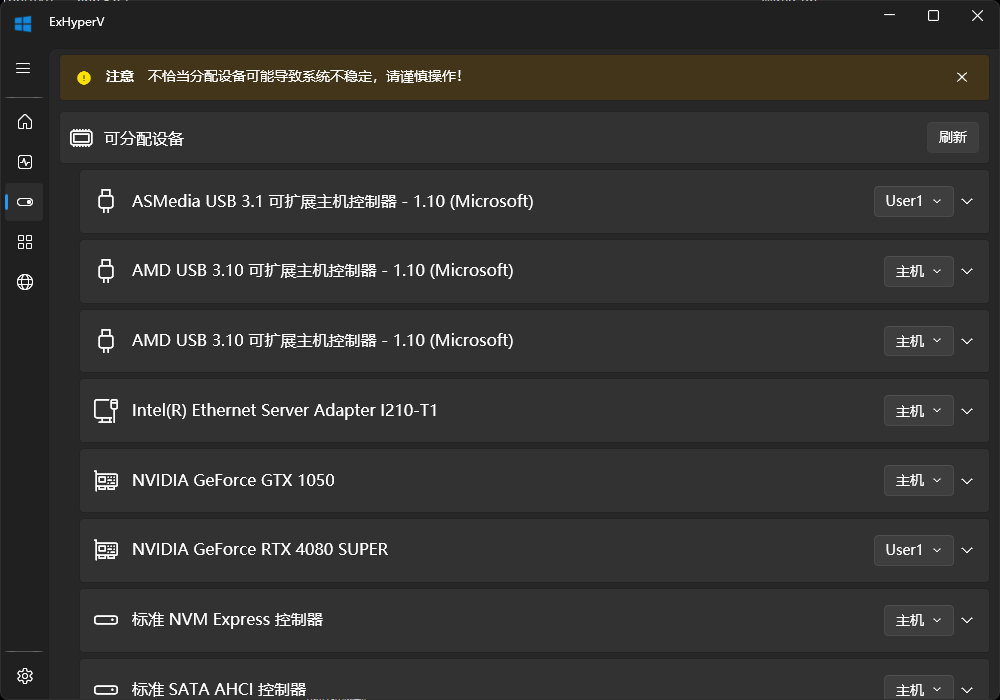 ExHyperV
注意 不恰当分配设备可能导致系统不稳定，请谨慎操作！
可分配设备 刷新
ASMedia USB 3.1 可扩展主机控制器 - 1.10 (Microsoft) User1
AMD USB 3.10 可扩展主机控制器 - 1.10 (Microsoft) 主机
AMD USB 3.10 可扩展主机控制器 - 1.10 (Microsoft) 主机
Intel(R) Ethernet Server Adapter I210-T1 主机
NVIDIA GeForce GTX 1050 主机
NVIDIA GeForce RTX 4080 SUPER User1
标准 NVM Express 控制器 主机
标准 SATA AHCI 控制器 主机